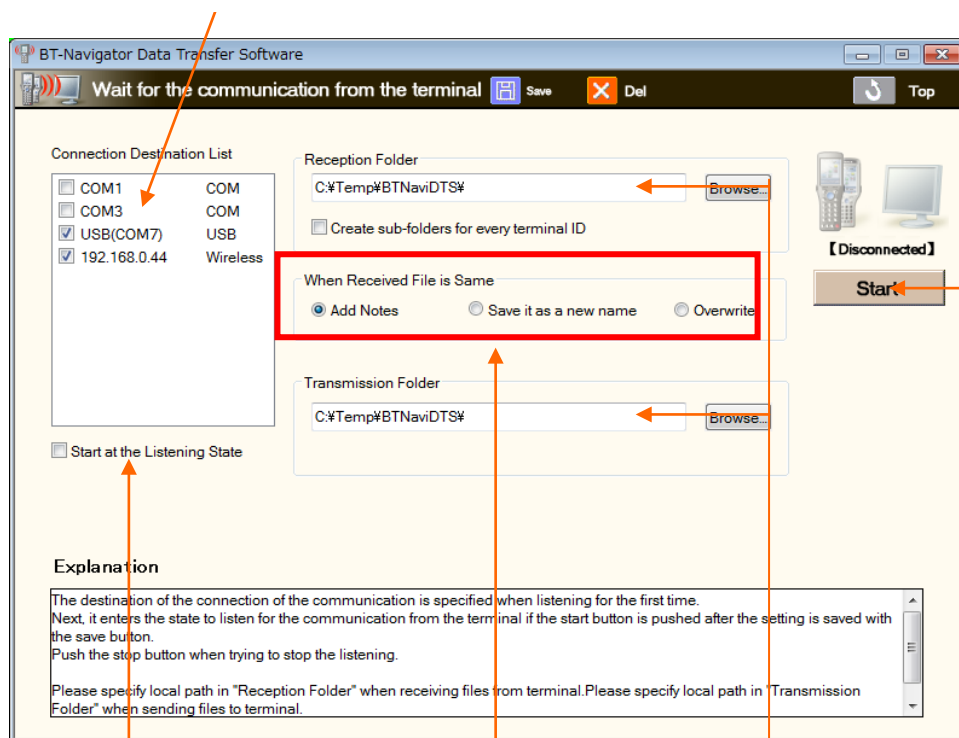 BT-Navigator Data Transfer Software
Wait for the communication from the terminal Save Del Top
Connection Destination List
COM1 COM
COM3 COM
USB(COM7) USB
192.168.0.44 Wireless
Start at the Listening State
Reception Folder
C:¥Temp¥BTNaviDTS¥ Browse...
Create sub-folders for every terminal ID
When Received File is Same
Add Notes Save it as a new name Overwrite
Transmission Folder
C:¥Temp¥BTNaviDTS¥ Browse...
【Disconnected】
Start
Explanation
The destination of the connection of the communication is specified when listening for the first time.
Next, it enters the state to listen for the communication from the terminal if the start button is pushed after the setting is saved with
the save button.
Push the stop button when trying to stop the listening.
Please specify local path in "Reception Folder" when receiving files from terminal.Please specify local path in "Transmission
Folder" when sending files to terminal.